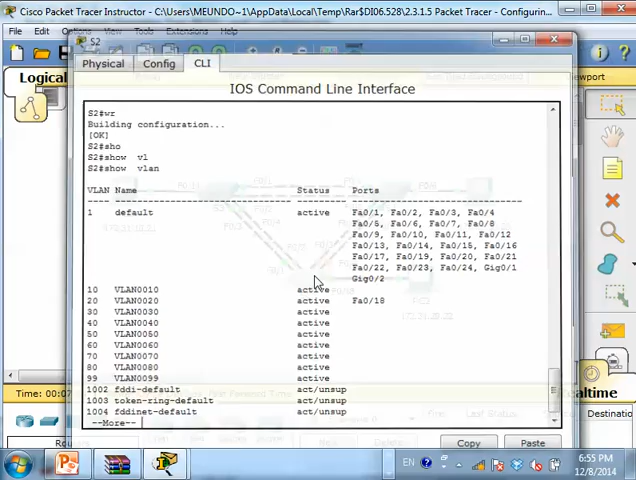 Cisco Packet Tracer Instructor - C:\Users\MEUNDO~1\AppData\Local\Temp\Rar$DI06.528\2.3.1.5 Packet Tracer - Configurin...
File Edit
S2
Logical
viewport
Physical Config CLI
IOS Command Line Interface
S2#wr
Building configuration...
[OK]
S2#sho
S2#show vl
S2#show vlan
VLAN Name Status Ports
1 default active Fa0/1, Fa0/2, Fa0/3, Fa0/4
Fa0/5, Fa0/6, Fa0/7, Fa0/8
Fa0/9, Fa0/10, Fa0/11, Fa0/12
Fa0/13, Fa0/14, Fa0/15, Fa0/16
Fa0/17, Fa0/19, Fa0/20, Fa0/21
Fa0/22, Fa0/23, Fa0/24, Gig0/1
Gig0/2
10 VLAN0010 active
20 VLAN0020 active Fa0/18
30 VLAN0030 active
40 VLAN0040 active
50 VLAN0050 active
60 VLAN0060 active
70 VLAN0070 active
80 VLAN0080 active
99 VLAN0099 active
1002 fddi-default act/unsup
1003 token-ring-default act/unsup
1004 fddinet-default act/unsup
--More--
Time: 00:0
Destinatio
Copy Paste
EN
6:55 PM
12/8/2014